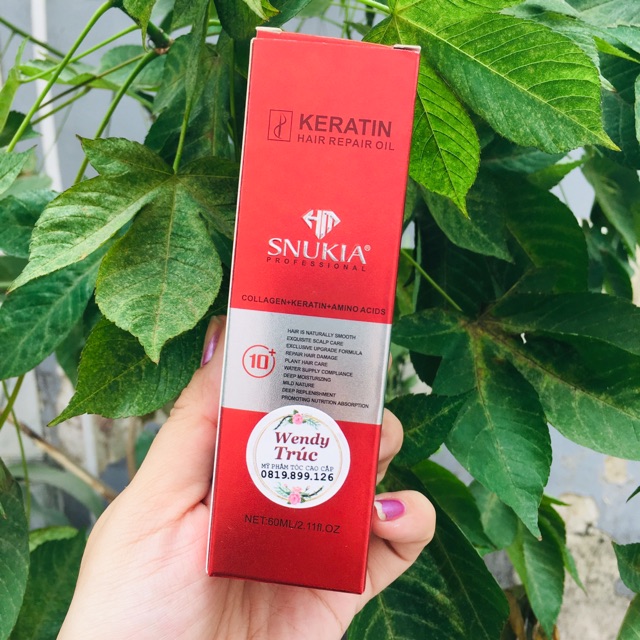 KERATIN
HAIR REPAIR OIL
SNUKIA®
PROFESSIONAL
COLLAGEN+KERATIN+AMINO ACIDS
10+
HAIR IS NATURALLY SMOOTH
EXQUISITE SCALP CARE
EXCLUSIVE UPGRADE FORMULA
REPAIR HAIR DAMAGE
PLANT HAIR CARE
WATER SUPPLY COMPLIANCE
DEEP MOISTURIZING
MILD NATURE
DEEP REPLENISHMENT
PROMOTING NUTRITION ABSORPTION
Wendy
Trúc
MỸ PHẨM TÓC CAO CẤP
0819.899.126
NET:60ML/2.11fl.OZ